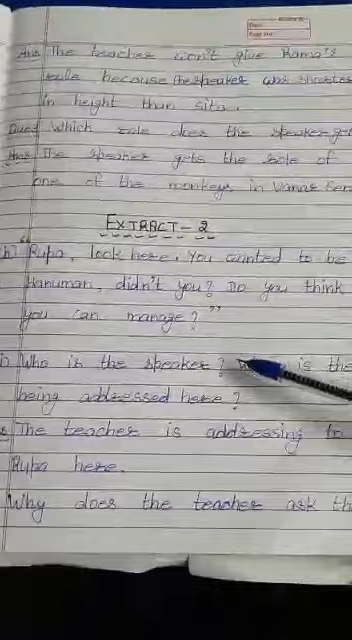 Ans The teacher won't give Rama's
role because the speaker was shorter
in height than sita.
Ques Which role does the speaker get
Ans The speaker gets the role of
one of the monkeys in Vanar Sen
EXTRACT-2
"Rupa, look here. You wanted to be
Hanuman, didn't you? Do you think
you can manage?"
Who is the speaker? is the
being addressed here?
The teacher is addressing to
Rupa here.
Why does the teacher ask th